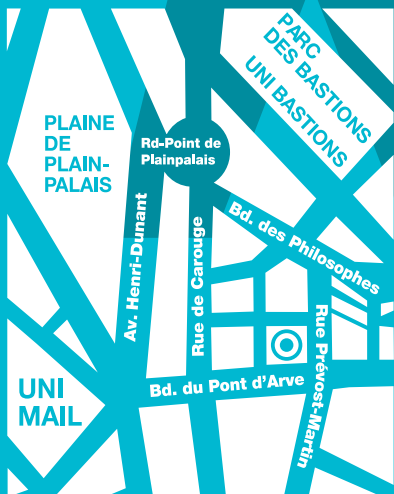 PARC
DES BASTIONS
UNI BASTIONS
PLAINE
DE
PLAIN-
PALAIS
Rd-Point de
Plainpalais
Bd. des Philosophes
Av. Henri-Dunant
Rue de Carouge
Rue Prévost-Martin
Bd. du Pont d'Arve
UNI
MAIL